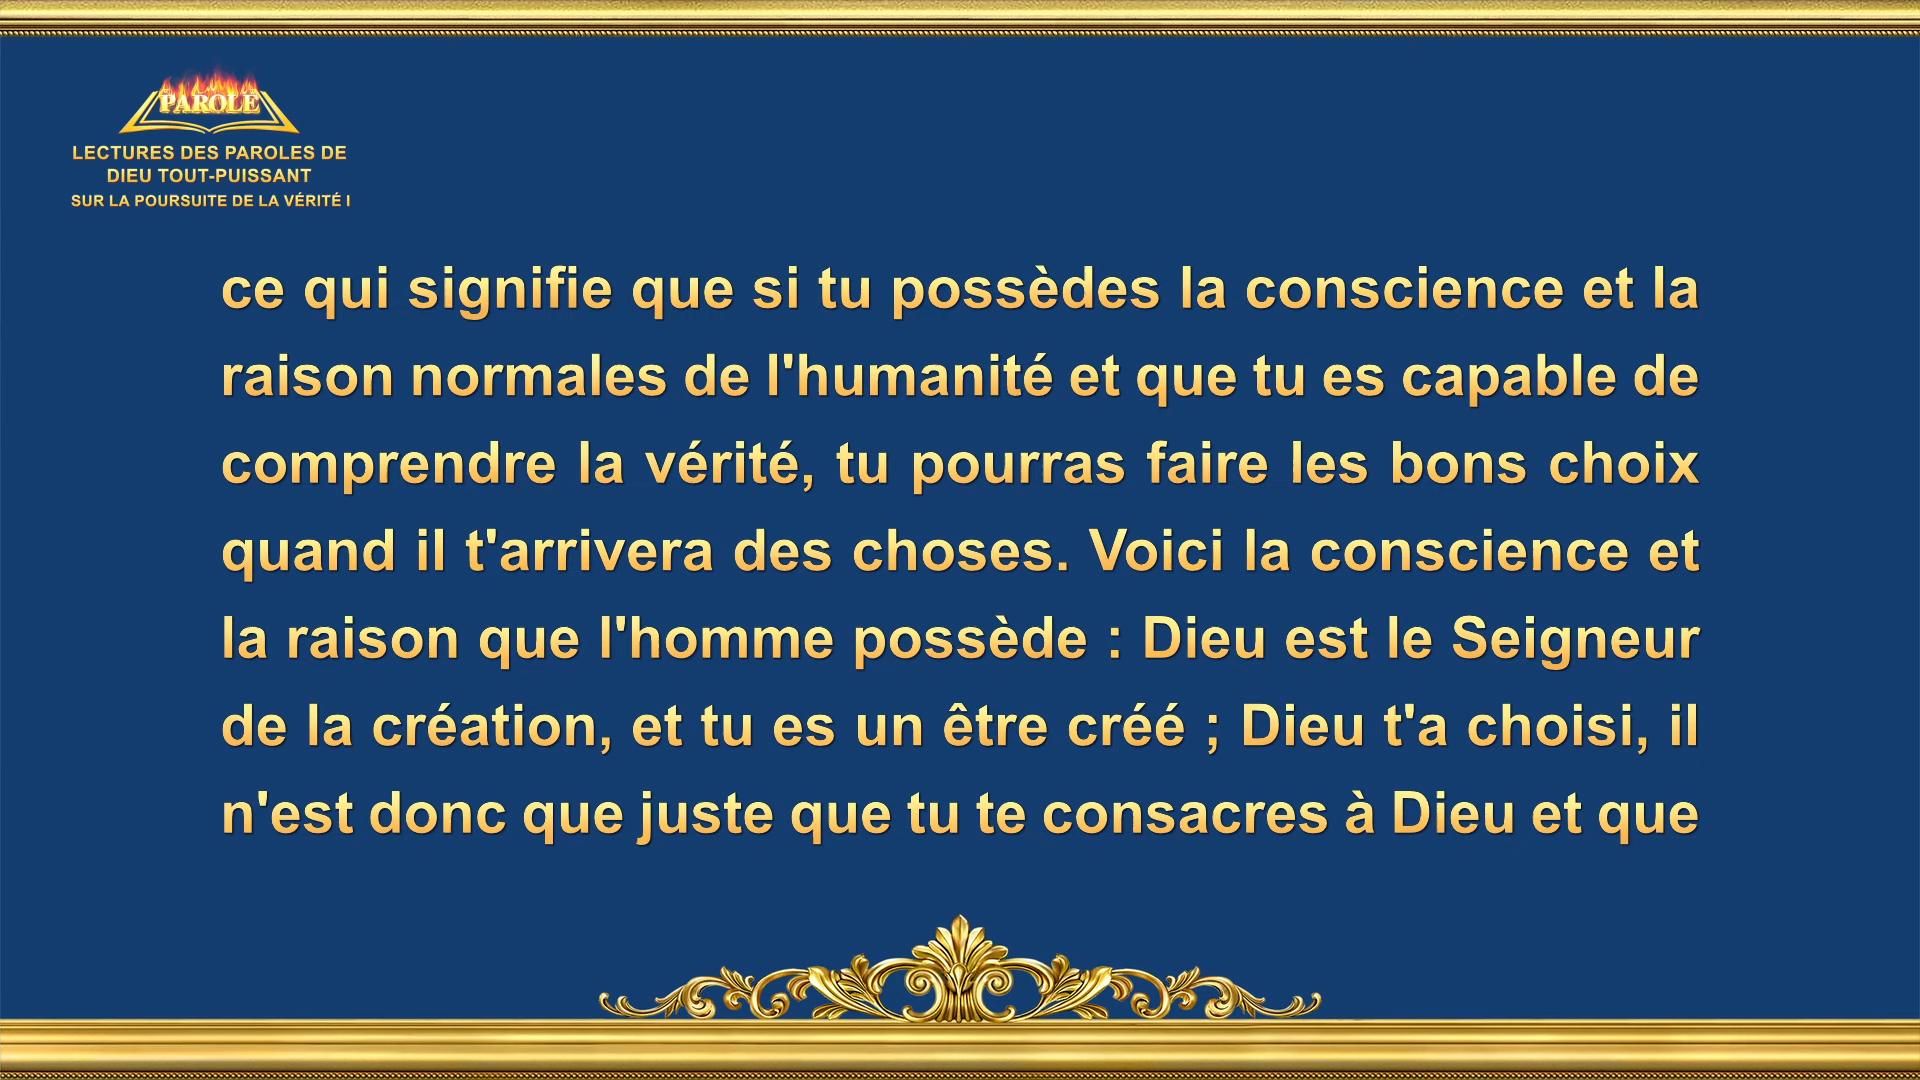 PAROLE
LECTURES DES PAROLES DE
DIEU TOUT-PUISSANT
SUR LA POURSUITE DE LA VÉRITÉ I
ce qui signifie que si tu possèdes la conscience et la
raison normales de l'humanité et que tu es capable de
comprendre la vérité, tu pourras faire les bons choix
quand il t'arrivera des choses. Voici la conscience et
la raison que l'homme possède : Dieu est le Seigneur
de la création, et tu es un être créé ; Dieu t'a choisi, il
n'est donc que juste que tu te consacres à Dieu et que